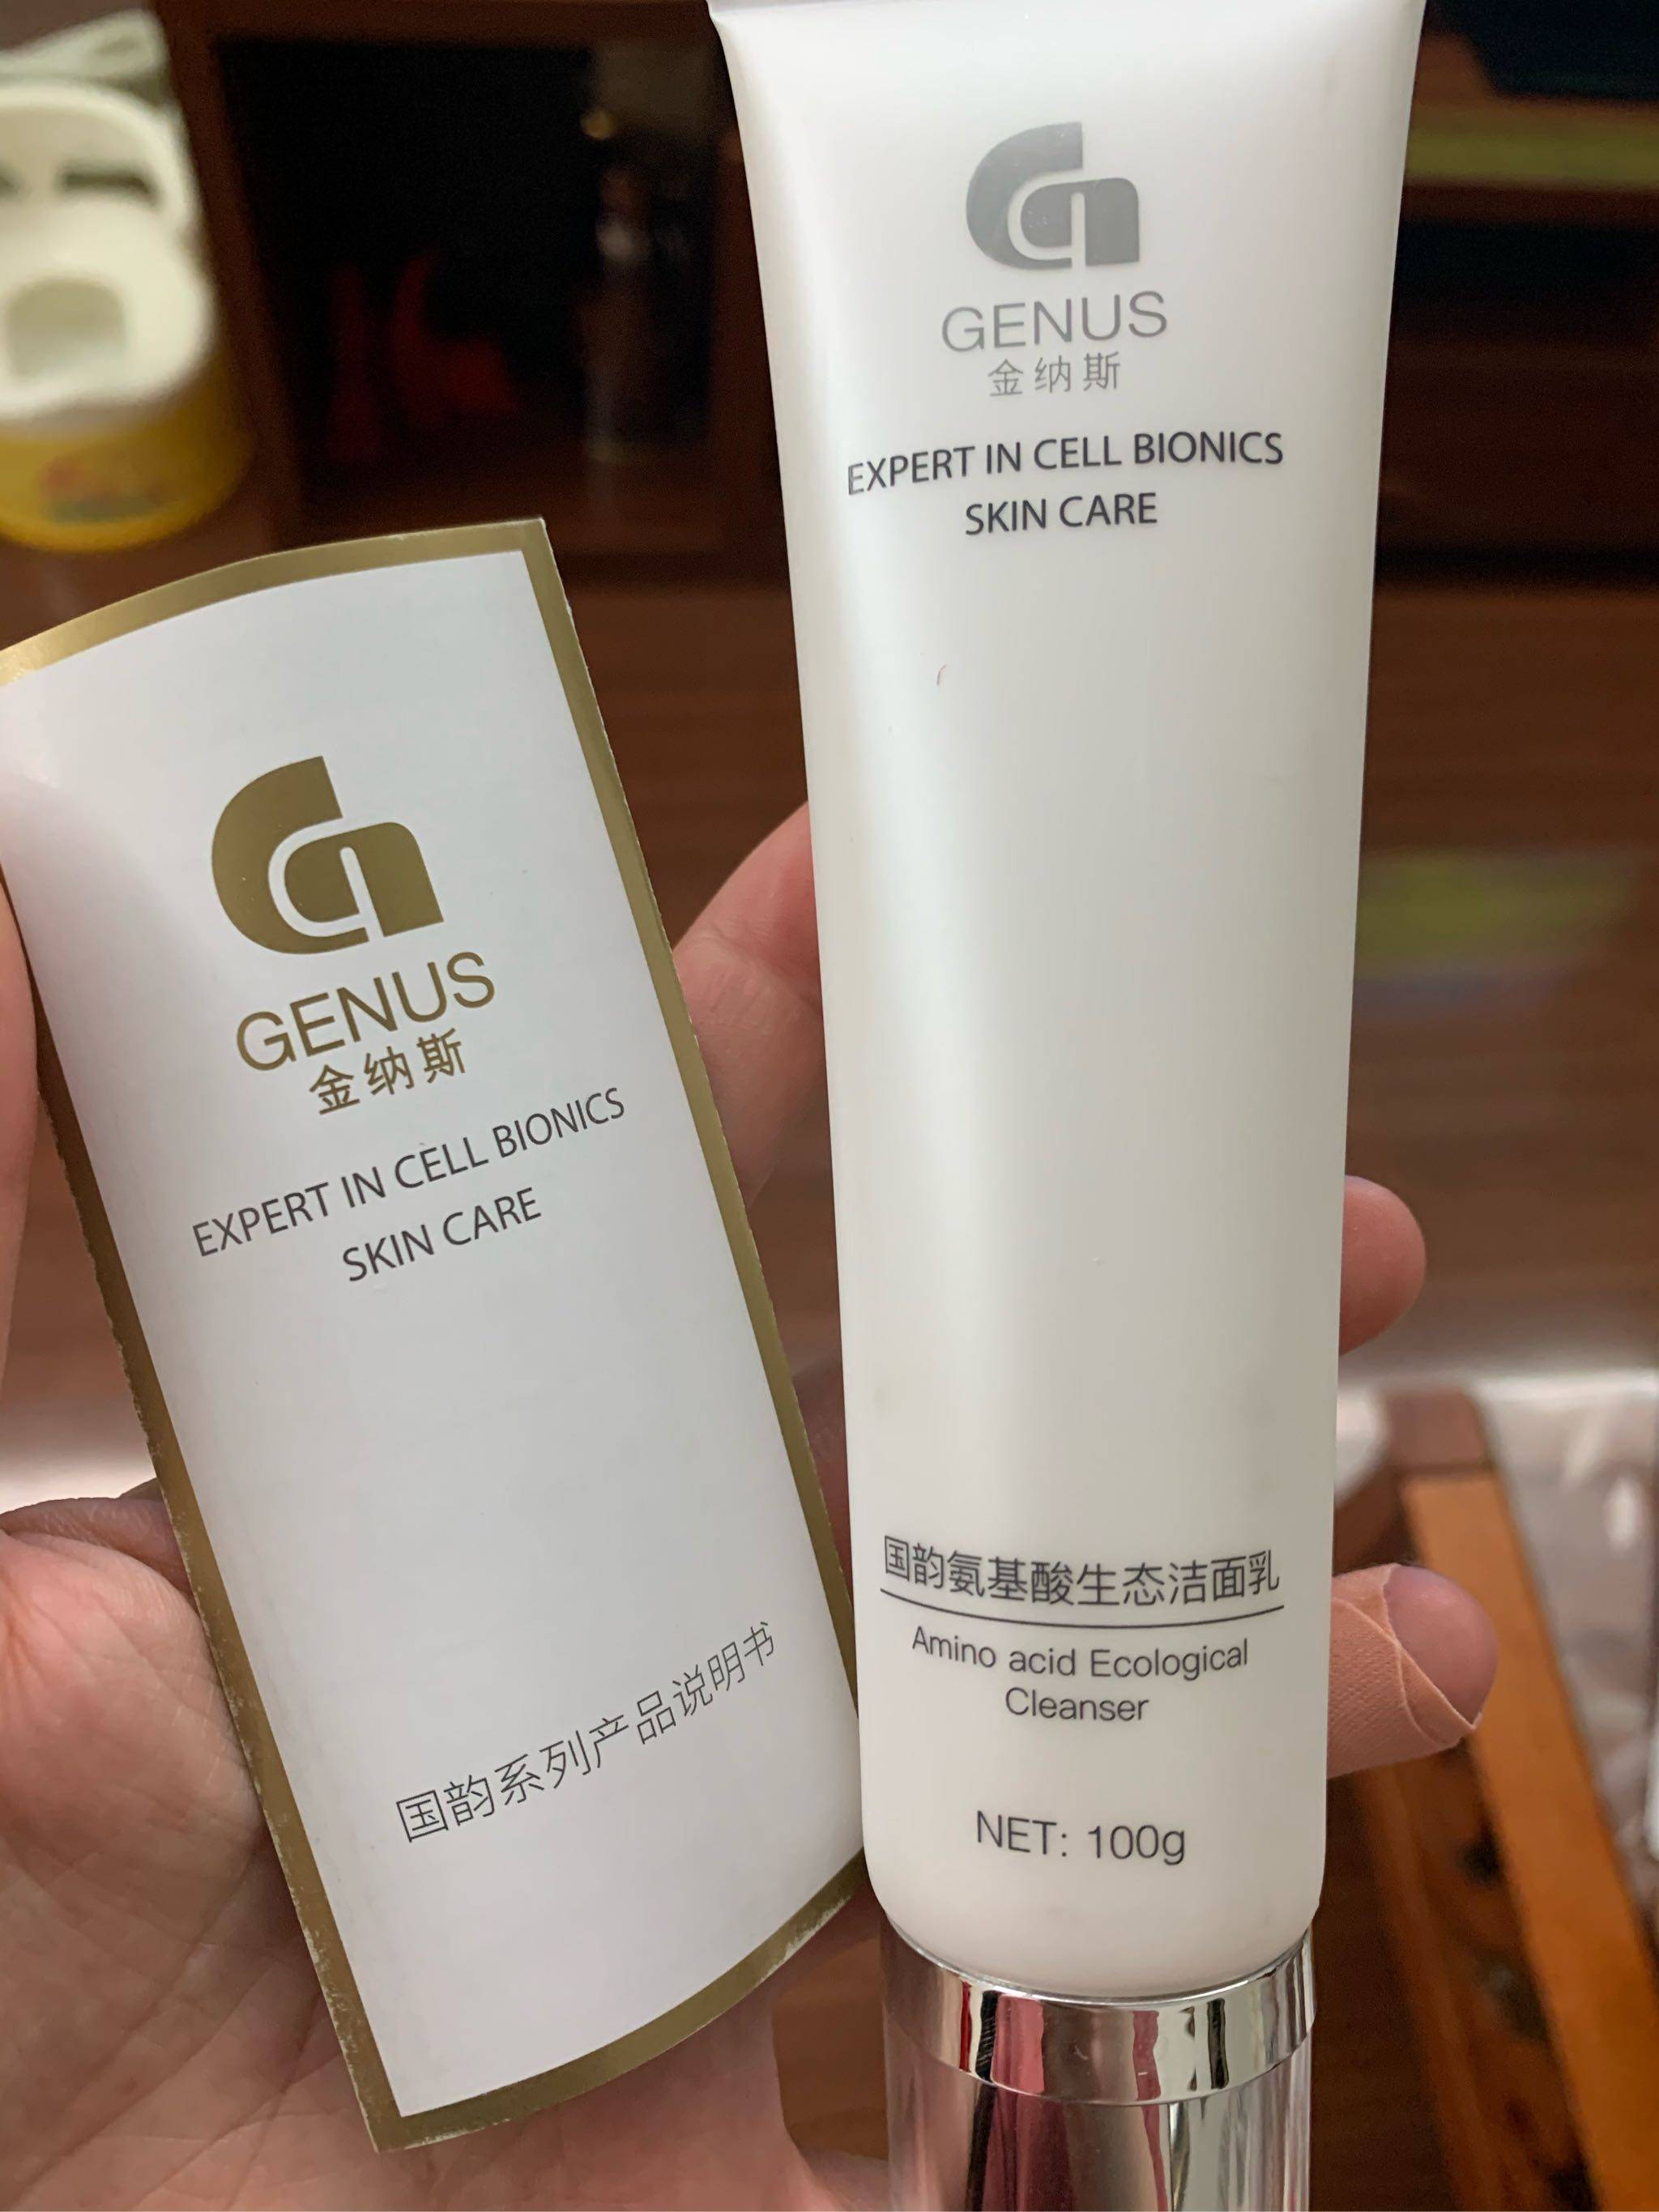 GENUS
金纳斯
EXPERT IN CELL BIONICS
SKIN CARE
国韵系列产品说明书
GENUS
金纳斯
EXPERT IN CELL BIONICS
SKIN CARE
国韵氨基酸生态洁面乳
Amino acid Ecological
Cleanser
NET: 100g